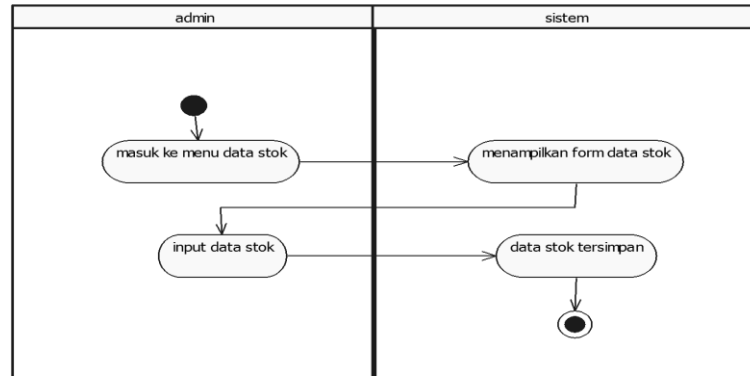 admin
sistem
masuk ke menu data stok
menampilkan form data stok
input data stok
data stok tersimpan